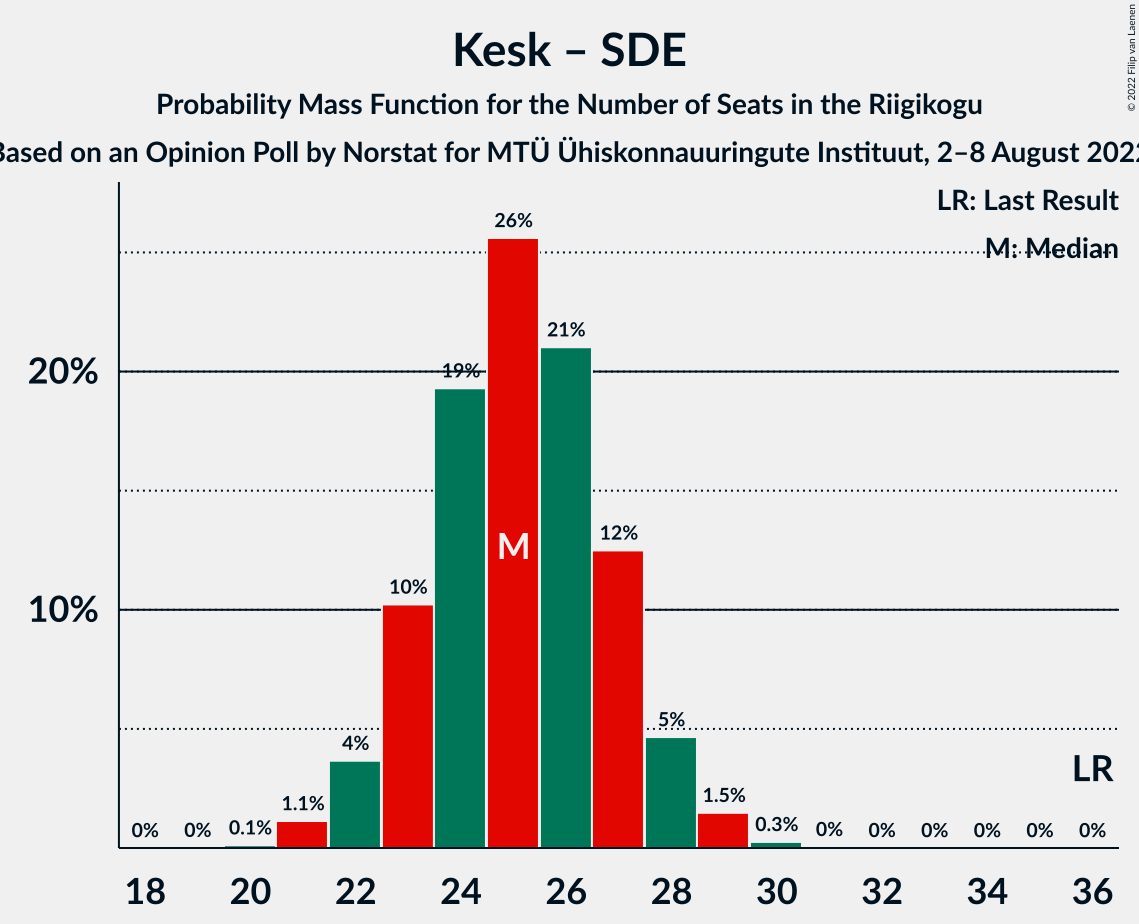 Kesk – SDE
Probability Mass Function for the Number of Seats in the Riigikogu
Based on an Opinion Poll by Norstat for MTÜ Ühiskonnauuringute Instituut, 2–8 August 2022
© 2022 Filip van Laenen
LR: Last Result
M: Median
20%
10%
0%
0%
0.1%
1.1%
4%
10%
19%
26%
21%
12%
5%
1.5%
0.3%
0%
0%
0%
0%
0%
0%
M
LR
18 20 22 24 26 28 30 32 34 36